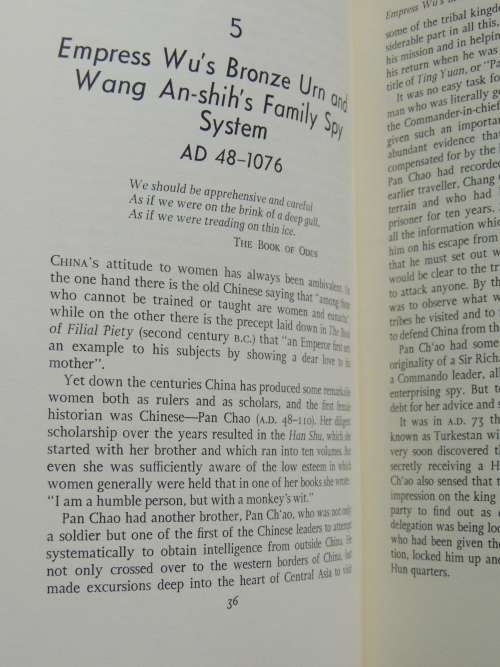 5
Empress Wu's Bronze Urn and
Wang An-shih's Family Spy
System
AD 48–1076
We should be apprehensive and careful
As if we were on the brink of a deep gull,
As if we were treading on thin ice.
THE BOOK OF ODES
CHINA'S attitude to women has always been ambivalent. On
the one hand there is the old Chinese saying that "among those
who cannot be trained or taught are women and eunuchs"
while on the other there is the precept laid down in The Book
of Filial Piety (second century B.C.) that "an Emperor first sets
an example to his subjects by showing a dear love to his
mother".
Yet down the centuries China has produced some remarkable
women both as rulers and as scholars, and the first female
historian was Chinese—Pan Chao (A.D. 48–110). Her diligent
scholarship over the years resulted in the Han Shu, which she
started with her brother and which ran into ten volumes. But
even she was sufficiently aware of the low esteem in which
women generally were held that in one of her books she wrote:
"I am a humble person, but with a monkey's wit."
Pan Chao had another brother, Pan Ch'ao, who was not only
a soldier but one of the first of the Chinese leaders to attempt
systematically to obtain intelligence from outside China. He
not only crossed over to the western borders of China, but
made excursions deep into the heart of Central Asia to visit
36
Empress Wu's
some of the tribal kingdo
siderable part in all this,
his mission and in helpin
his return when he was
title of Ting Yuan, or "Pa
It was no easy task fo
man who was literally g
the Commander-in-chief
given such an importan
abundant evidence that
compensated for by the
Pan Chao had recorded
earlier traveller, Chang
terrain and who had
prisoner for ten years.
all the information whic
him on his escape from
that he must set out w
would be clear to the tr
to attack anyone. By th
was to observe what w
tribes he visited and to
to defend China from th
Pan Ch'ao had some
originality of a Sir Rich
a Commando leader, all
enterprising spy. But t
debt for her advice and s
It was in A.D. 73 th
known as Turkestan wi
very soon discovered th
secretly receiving a H
Ch'ao also sensed that t
impression on the king
party to find out as
delegation was being loo
who had been given the
tion, locked him up and
Hun quarters.